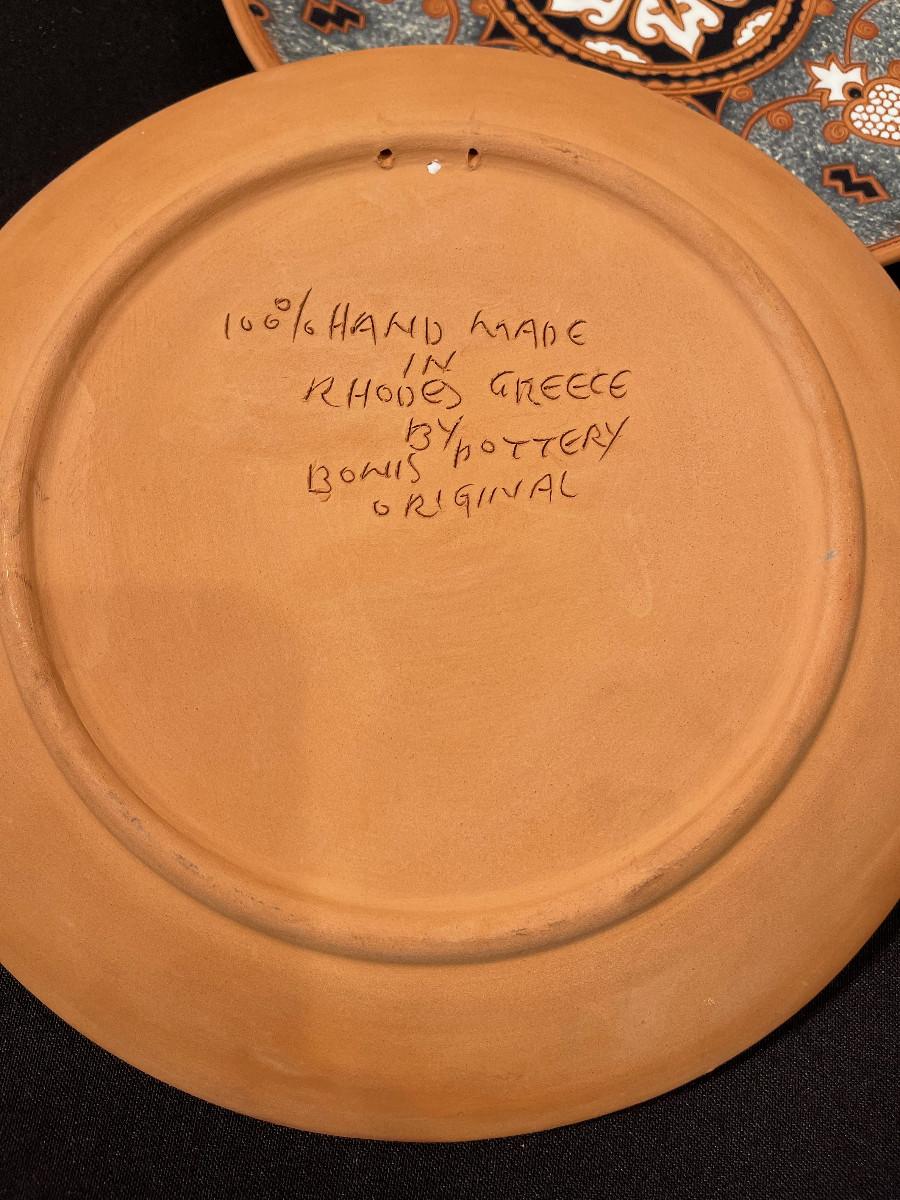 100% HAND MADE
IN
RHODES GREECE
BY POTTERY
BONIS
ORIGINAL